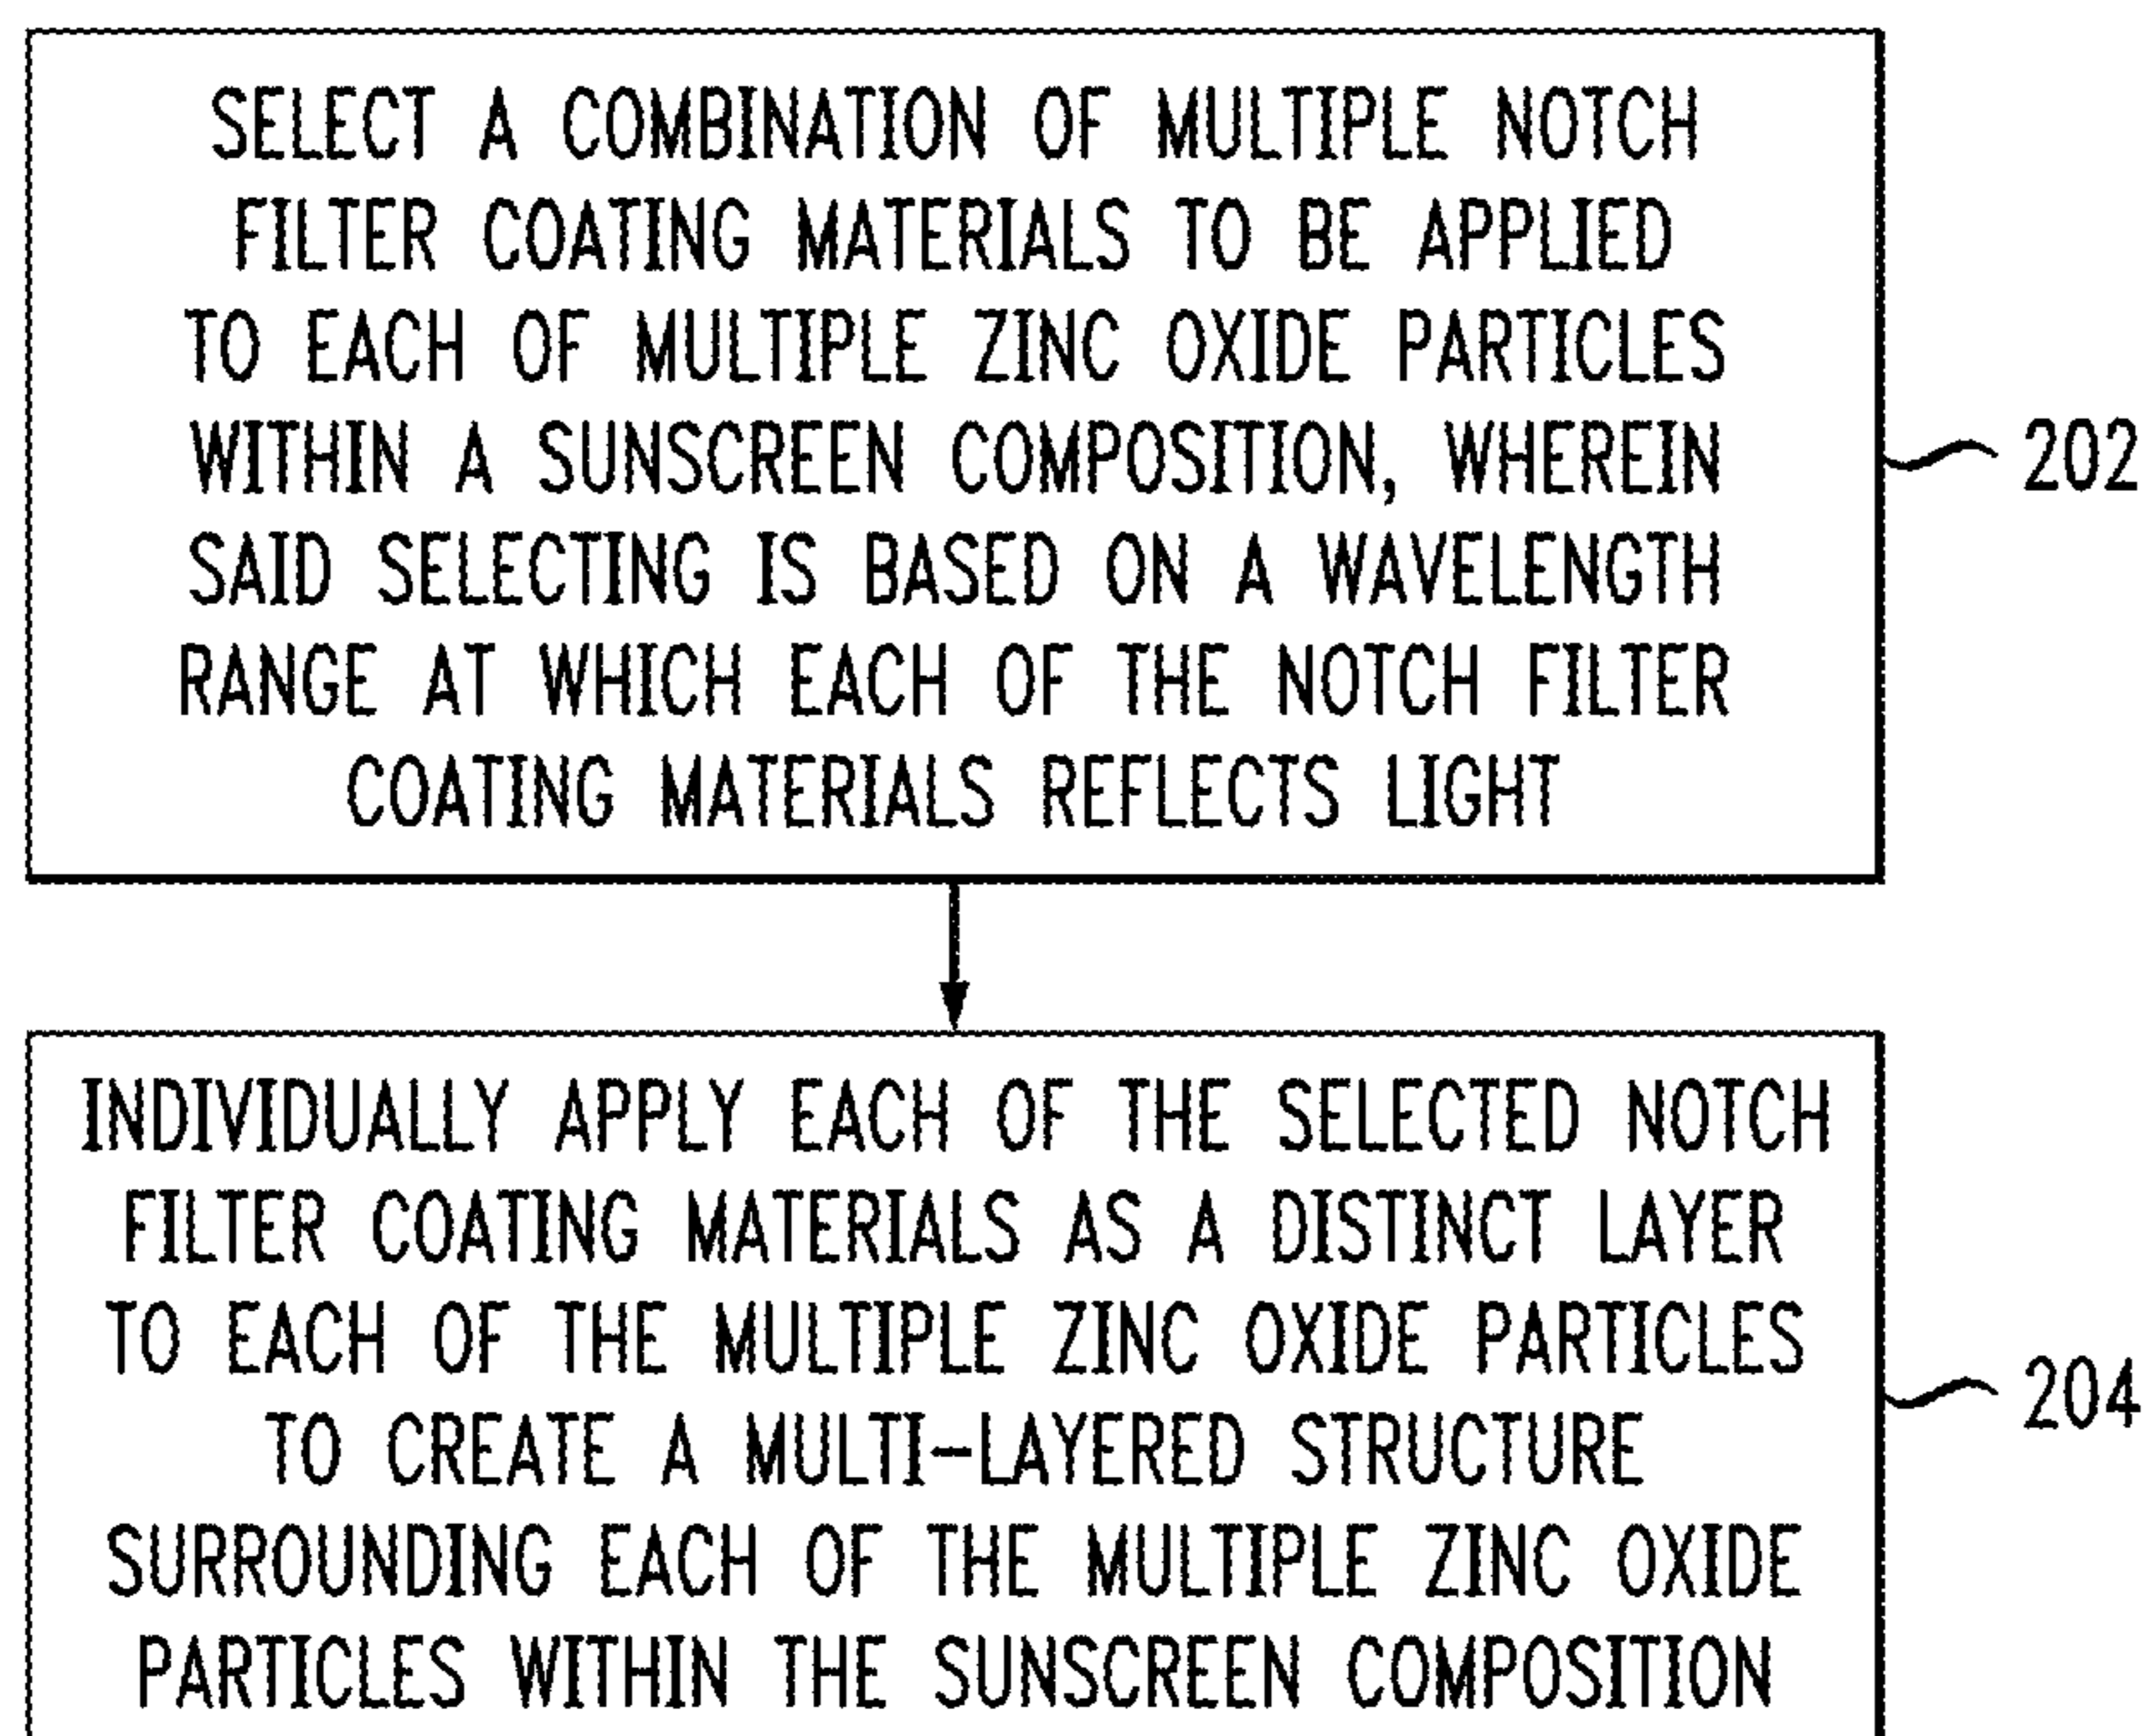 SELECT A COMBINATION OF MULTIPLE NOTCH
FILTER COATING MATERIALS TO BE APPLIED
TO EACH OF MULTIPLE ZINC OXIDE PARTICLES
WITHIN A SUNSCREEN COMPOSITION, WHEREIN
SAID SELECTING IS BASED ON A WAVELENGTH
RANGE AT WHICH EACH OF THE NOTCH FILTER
COATING MATERIALS REFLECTS LIGHT
202
INDIVIDUALLY APPLY EACH OF THE SELECTED NOTCH
FILTER COATING MATERIALS AS A DISTINCT LAYER
TO EACH OF THE MULTIPLE ZINC OXIDE PARTICLES
TO CREATE A MULTI-LAYERED STRUCTURE
SURROUNDING EACH OF THE MULTIPLE ZINC OXIDE
PARTICLES WITHIN THE SUNSCREEN COMPOSITION
204